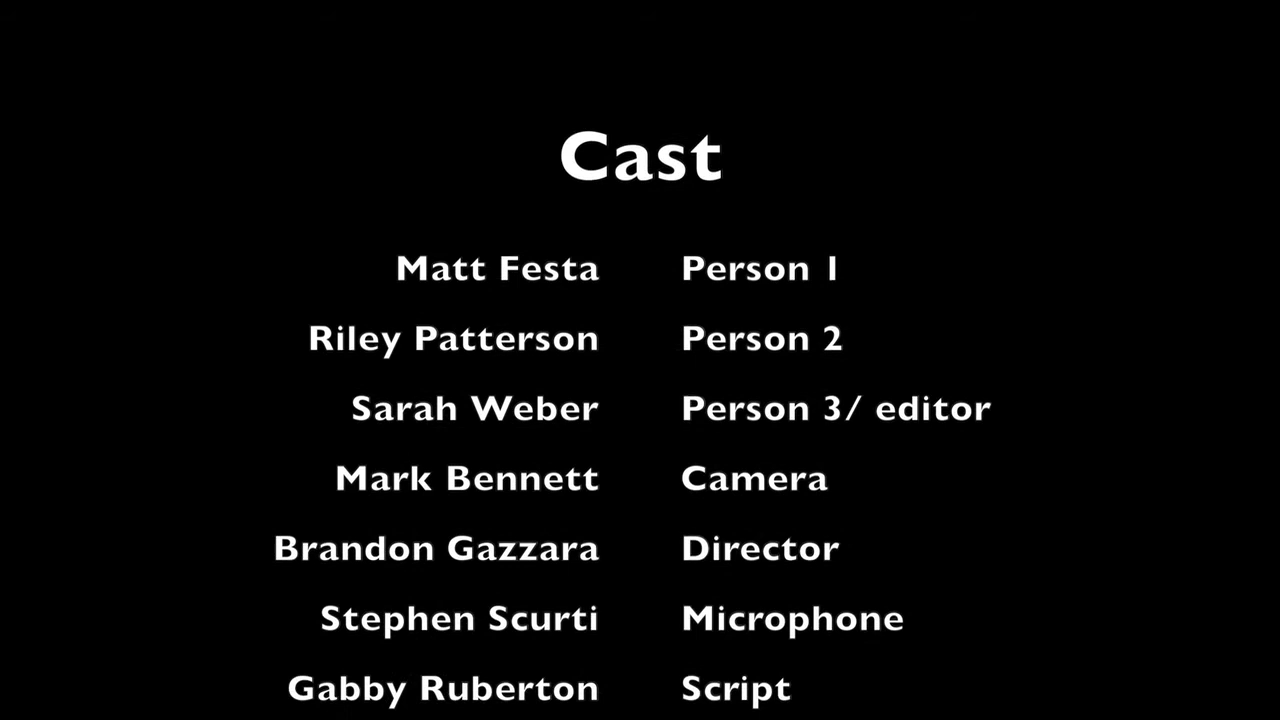 Cast
Matt Festa Person 1
Riley Patterson Person 2
Sarah Weber Person 3/ editor
Mark Bennett Camera
Brandon Gazzara Director
Stephen Scurti Microphone
Gabby Ruberton Script